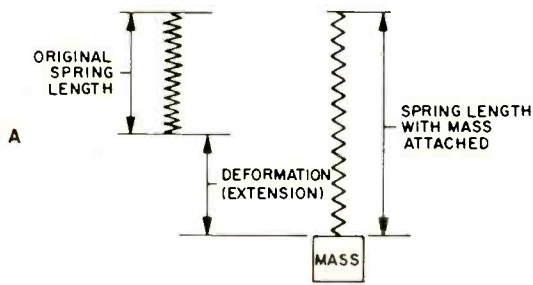 ORIGINAL
SPRING
LENGTH
A
DEFORMATION
(EXTENSION)
SPRING LENGTH
WITH MASS
ATTACHED
MASS